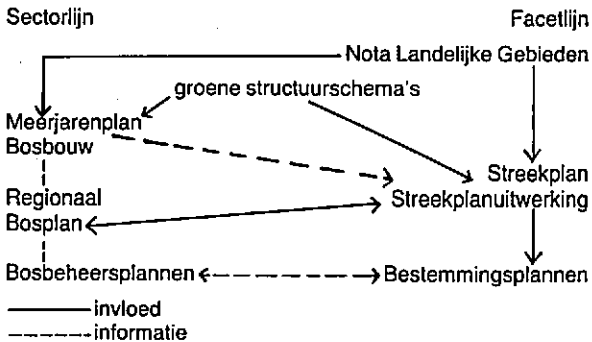 Sectorlijn Facetlijn
Nota Landelijke Gebieden
groene structuurschema's
Meerjarenplan
Bosbouw
Streekplan
Regionaal Streekplanuitwerking
Bosplan
Bosbeheersplannen Bestemmingsplannen
invloed
informatie